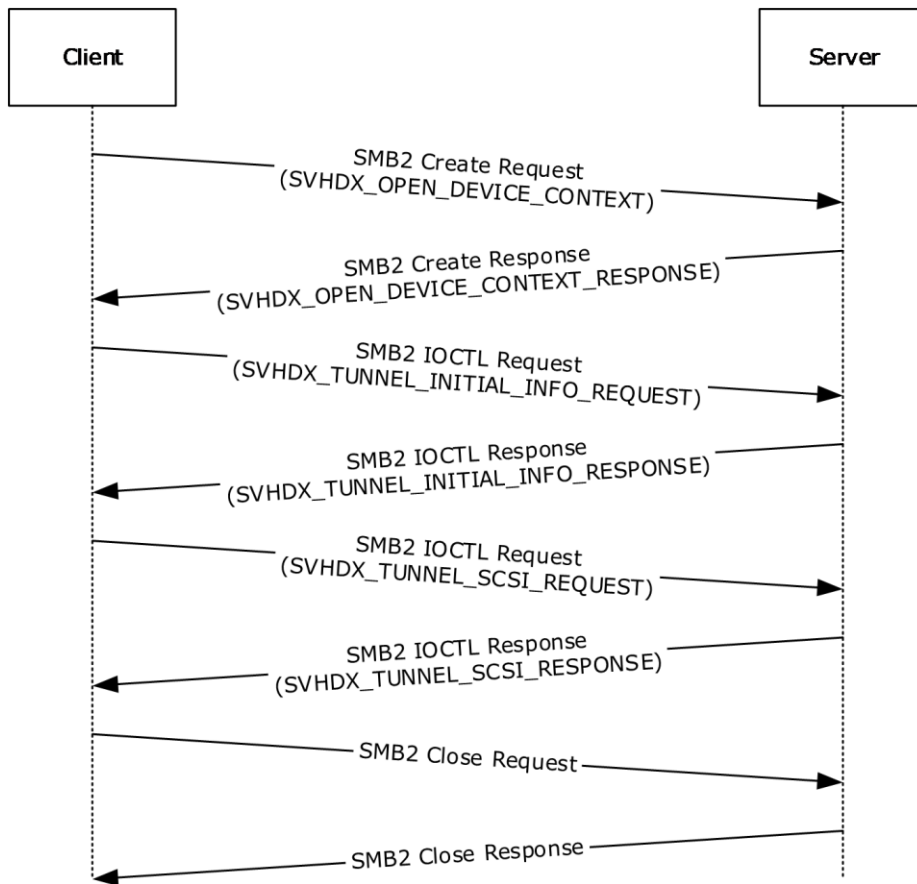 Client
Server
SMB2 Create Request
(SVHDX_OPEN_DEVICE_CONTEXT)
SMB2 Create Response
(SVHDX_OPEN_DEVICE_CONTEXT_RESPONSE)
SMB2 IOCTL Request
(SVHDX_TUNNEL_INITIAL_INFO_REQUEST)
SMB2 IOCTL Response
(SVHDX_TUNNEL_INITIAL_INFO_RESPONSE)
SMB2 IOCTL Request
(SVHDX_TUNNEL_SCSI_REQUEST)
SMB2 IOCTL Response
(SVHDX_TUNNEL_SCSI_RESPONSE)
SMB2 Close Request
SMB2 Close Response